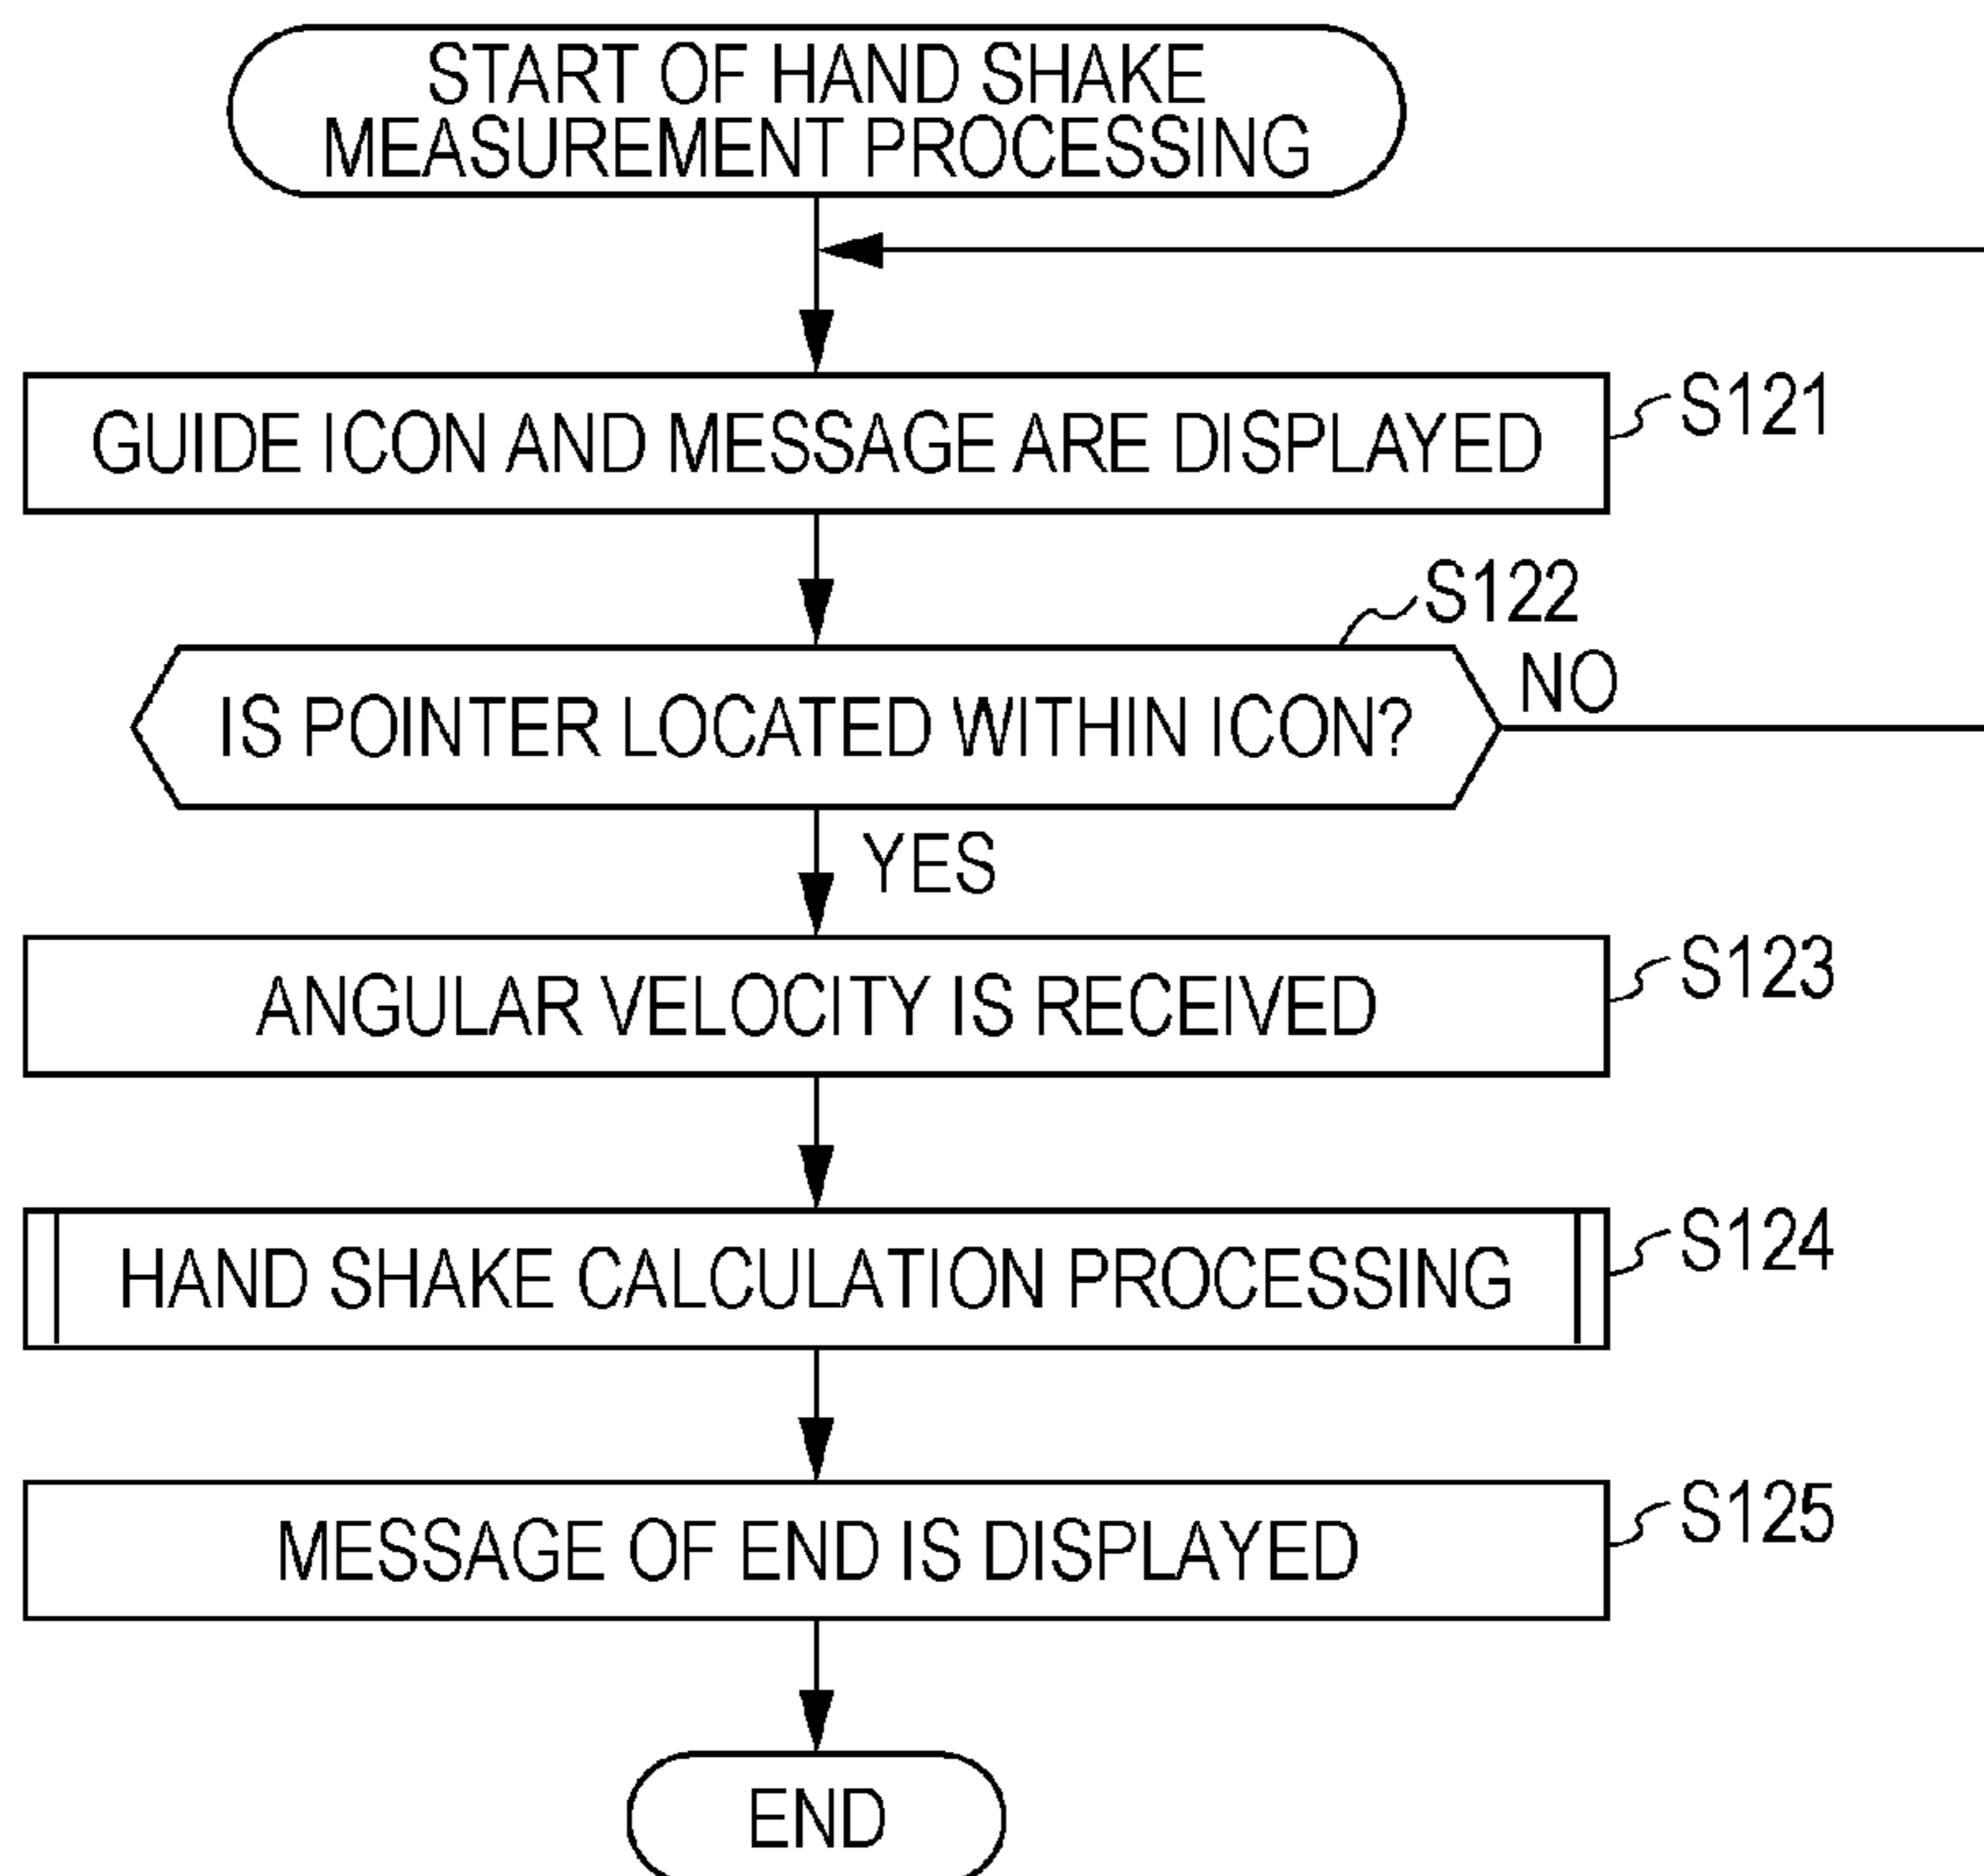 START OF HAND SHAKE
MEASUREMENT PROCESSING
GUIDE ICON AND MESSAGE ARE DISPLAYED
S121
S122
IS POINTER LOCATED WITHIN ICON?
NO
YES
ANGULAR VELOCITY IS RECEIVED
S123
HAND SHAKE CALCULATION PROCESSING
S124
MESSAGE OF END IS DISPLAYED
S125
END